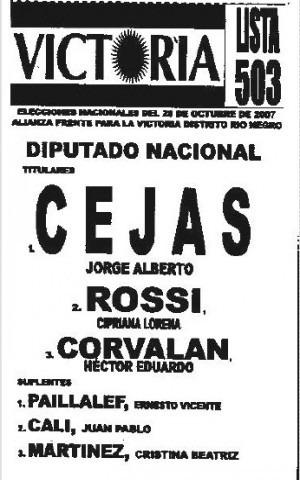 VICTORIA
LISTA
503
ELECCIONES NACIONALES DEL 28 DE OCTUBRE DE 2007
ALIANZA FRENTE PARA LA VICTORIA DISTRITO RIO NEGRO
DIPUTADO NACIONAL
TITULARES
1. CEJAS
JORGE ALBERTO
2. ROSSI,
CIPRIANA LORENA
3. CORVALAN,
HÉCTOR EDUARDO
SUPLENTES
1. PAILLALEF, ERNESTO VICENTE
2. CALI, JUAN PABLO
3. MARTINEZ, CRISTINA BEATRIZ